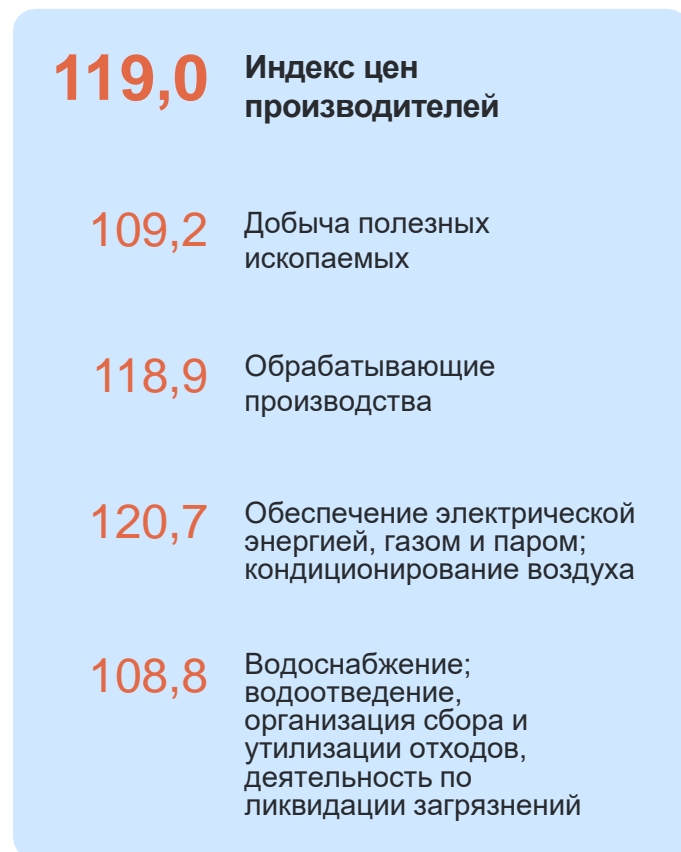 119,0 Индекс цен
производителей
109,2 Добыча полезных
ископаемых
118,9 Обрабатывающие
производства
120,7 Обеспечение электрической
энергией, газом и паром;
кондиционирование воздуха
108,8 Водоснабжение;
водоотведение,
организация сбора и
утилизации отходов,
деятельность по
ликвидации загрязнений